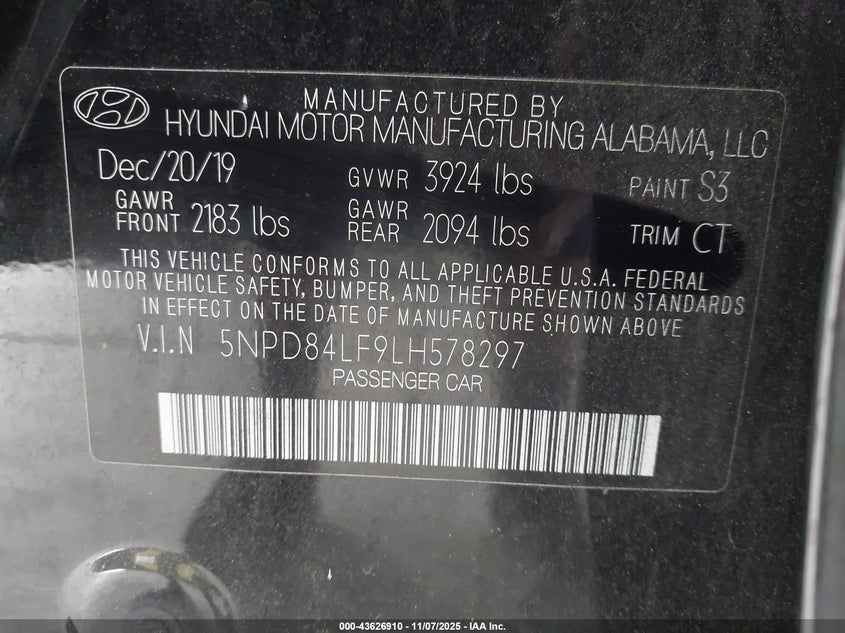 MANUFACTURED BY
HYUNDAI MOTOR MANUFACTURING ALABAMA, LLC
Dec/20/19 GVWR 3924 lbs PAINT S3
GAWR FRONT 2183 lbs GAWR REAR 2094 lbs TRIM CT
THIS VEHICLE CONFORMS TO ALL APPLICABLE U.S.A. FEDERAL
MOTOR VEHICLE SAFETY, BUMPER, AND THEFT PREVENTION STANDARDS
IN EFFECT ON THE DATE OF MANUFACTURE SHOWN ABOVE
V.I.N 5NPD84LF9LH578297
PASSENGER CAR
000-43626910 - 11/07/2025 - IAA Inc.